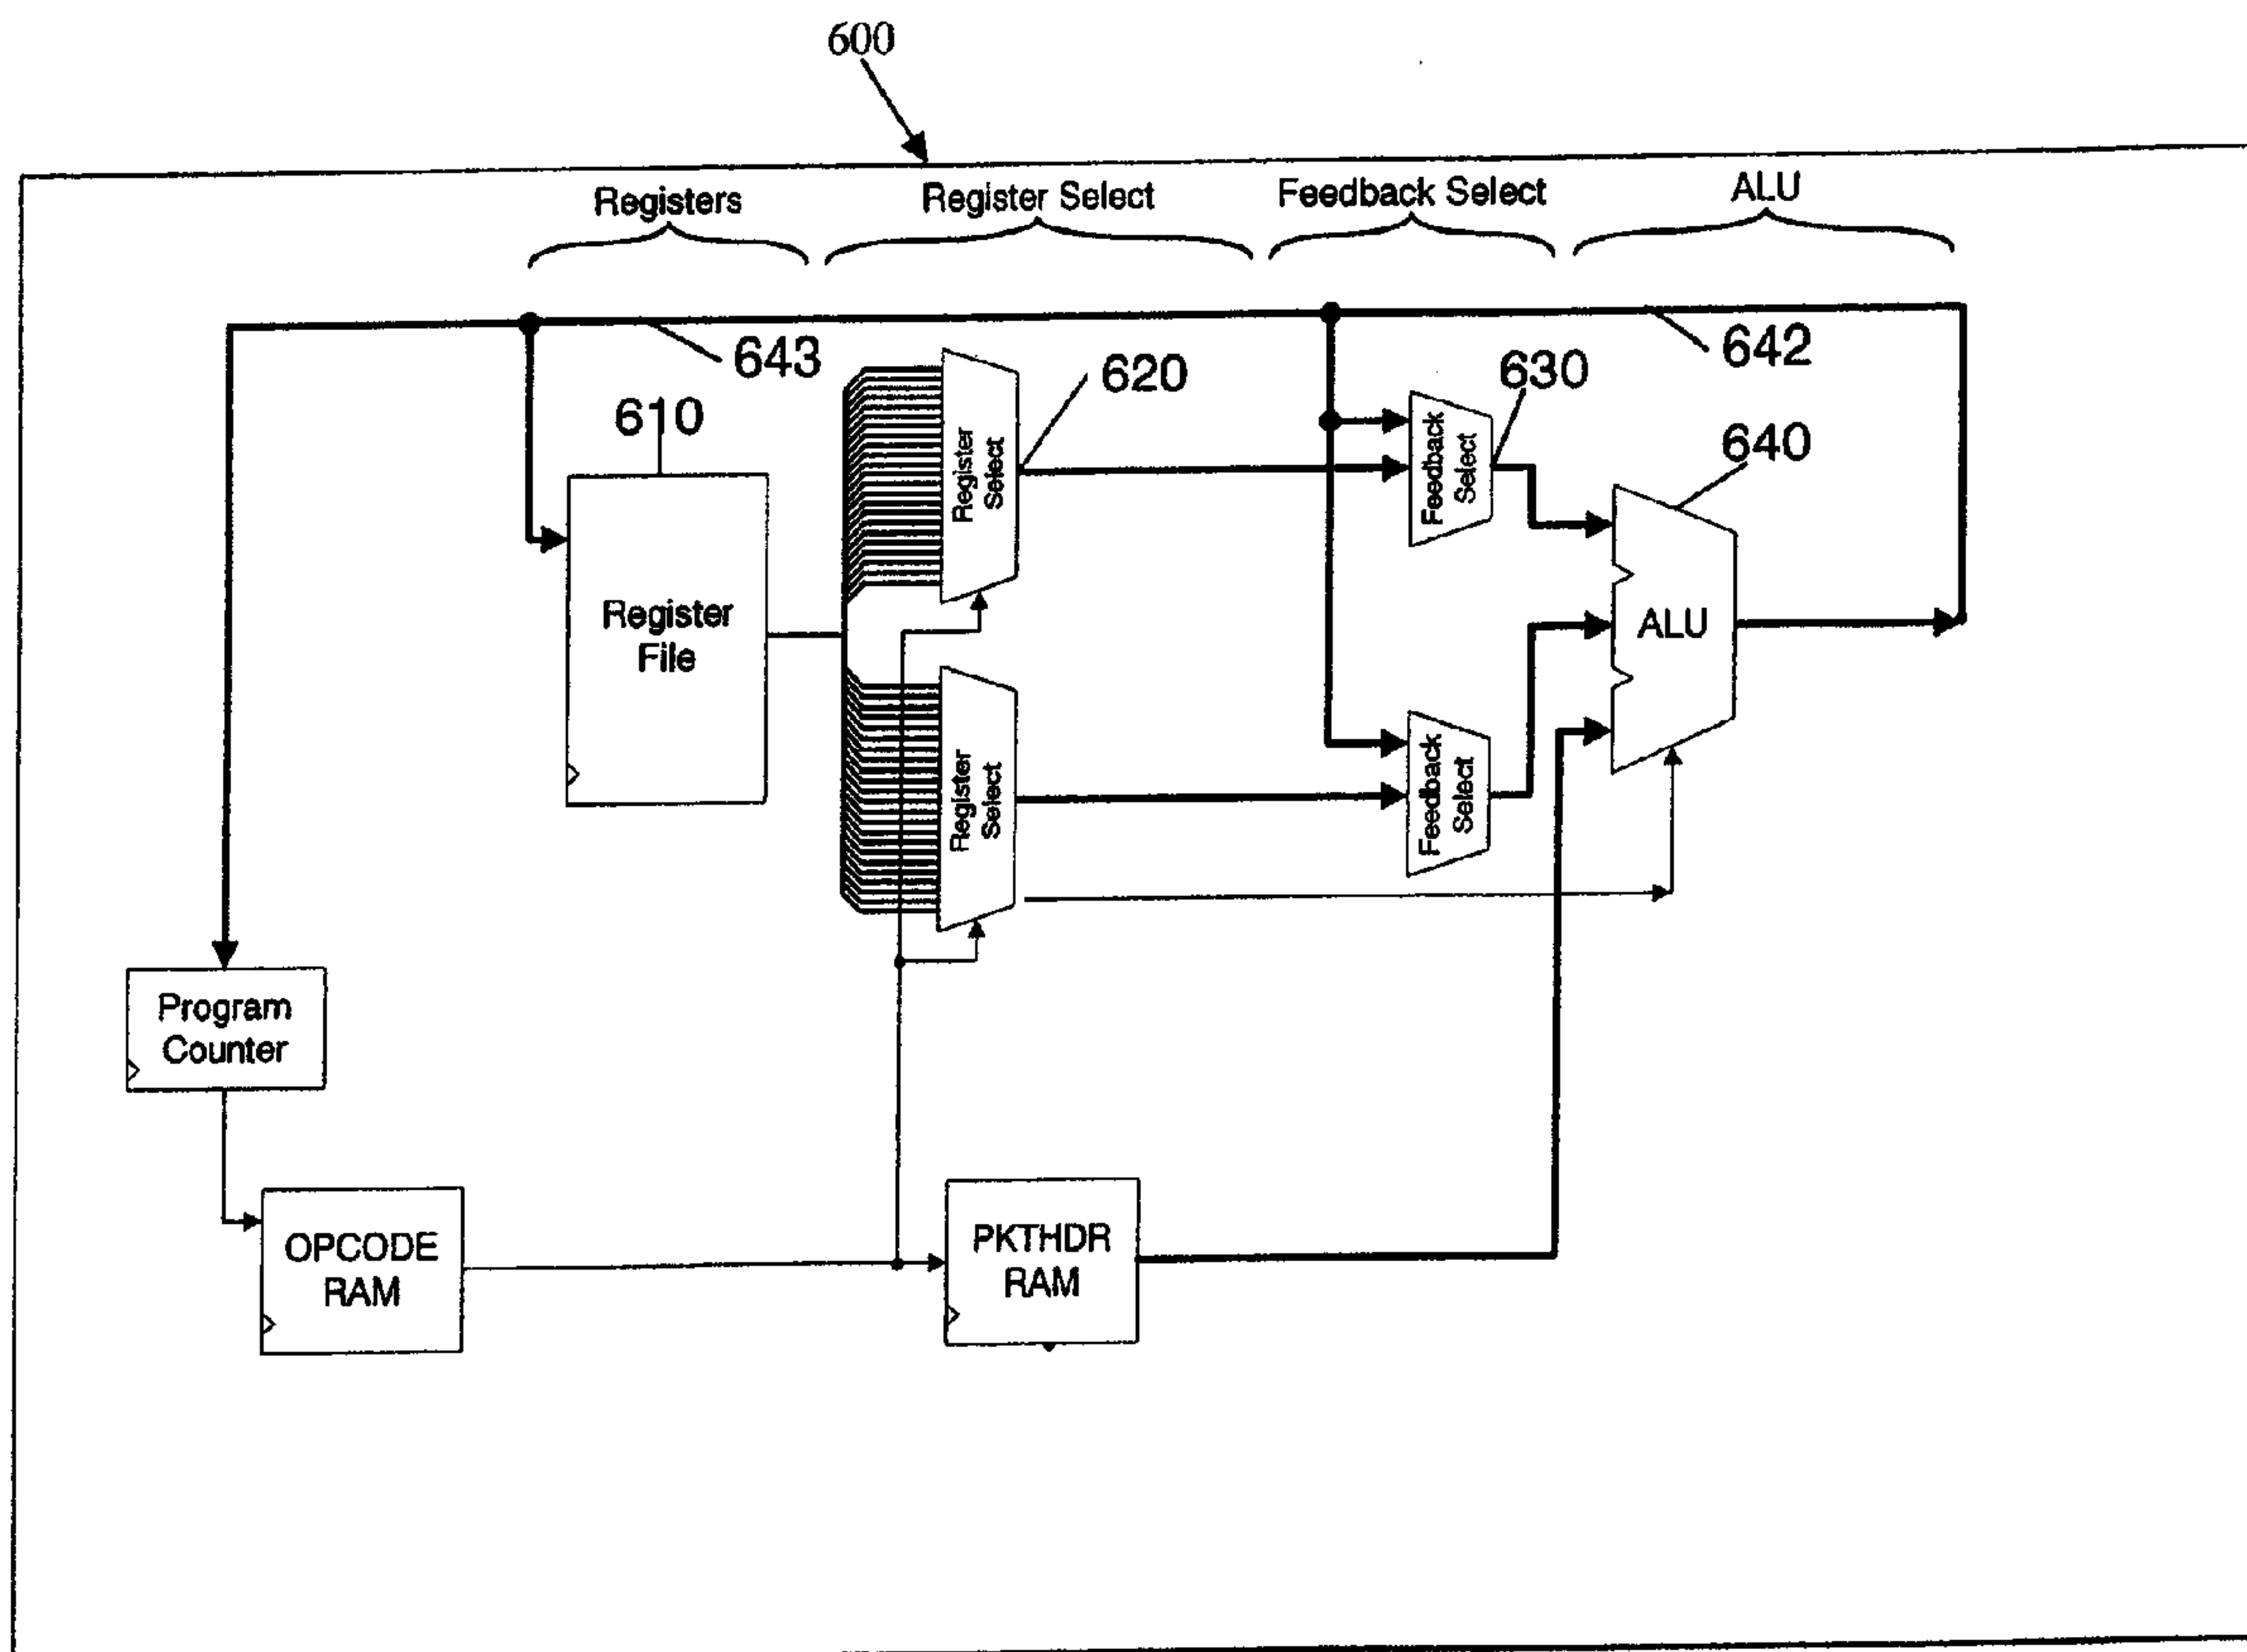 600
Registers
Register Select
Feedback Select
ALU
643
620
630
642
610
640
Register
Select
Feedback
Select
Register
File
ALU
Register
Select
Feedback
Select
Program
Counter
OPCODE
RAM
PKTHDR
RAM